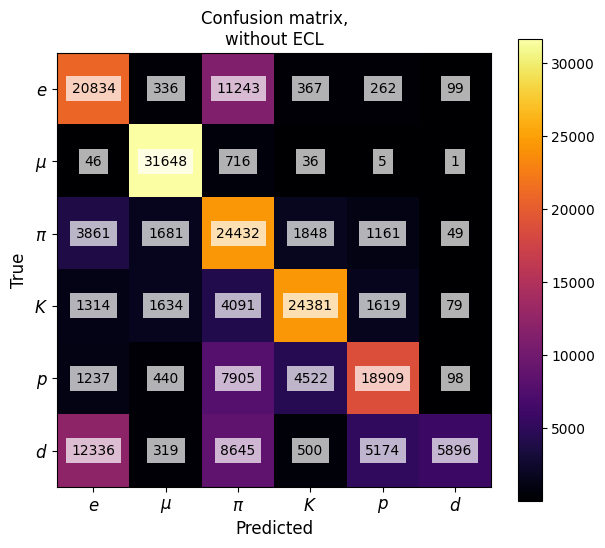 Confusion matrix,
without ECL
True
e 20834 336 11243 367 262 99
μ 46 31648 716 36 5 1
π 3861 1681 24432 1848 1161 49
K 1314 1634 4091 24381 1619 79
p 1237 440 7905 4522 18909 98
d 12336 319 8645 500 5174 5896
e μ π K p d
Predicted
30000
25000
20000
15000
10000
5000